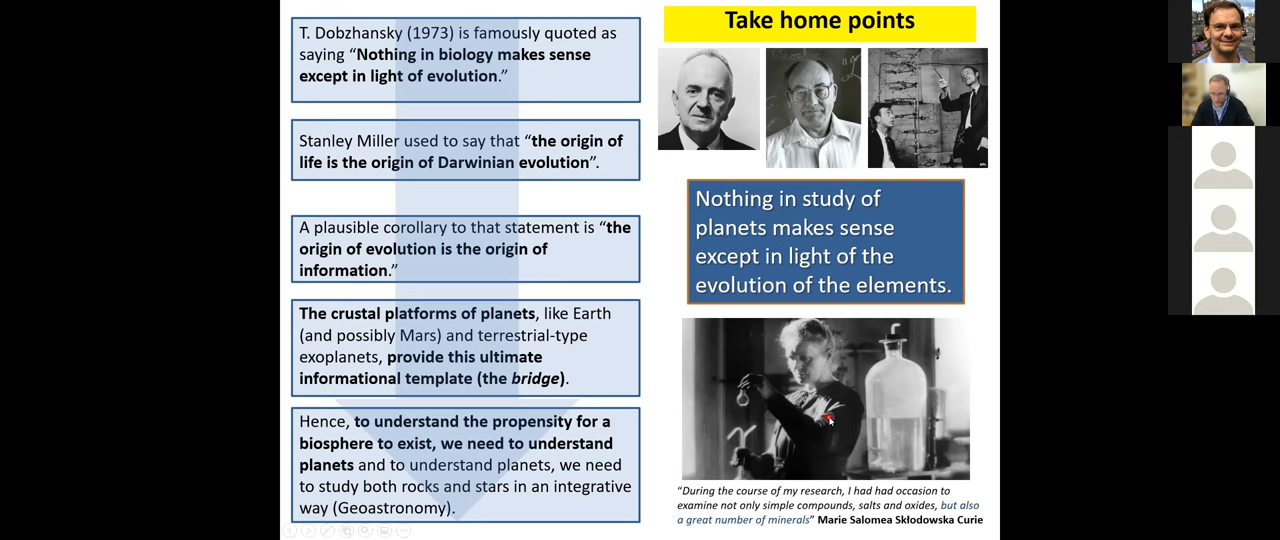 T. Dobzhansky (1973) is famously quoted as
saying “Nothing in biology makes sense
except in light of evolution.”
Stanley Miller used to say that “the origin of
life is the origin of Darwinian evolution”.
A plausible corollary to that statement is “the
origin of evolution is the origin of
information.”
The crustal platforms of planets, like Earth
(and possibly Mars) and terrestrial-type
exoplanets, provide this ultimate
informational template (the bridge).
Hence, to understand the propensity for a
biosphere to exist, we need to understand
planets and to understand planets, we need
to study both rocks and stars in an integrative
way (Geoastronomy).
Take home points
Nothing in study of
planets makes sense
except in light of the
evolution of the elements.
“During the course of my research, I had had occasion to
examine not only simple compounds, salts and oxides, but also
a great number of minerals” Marie Salomea Skłodowska Curie